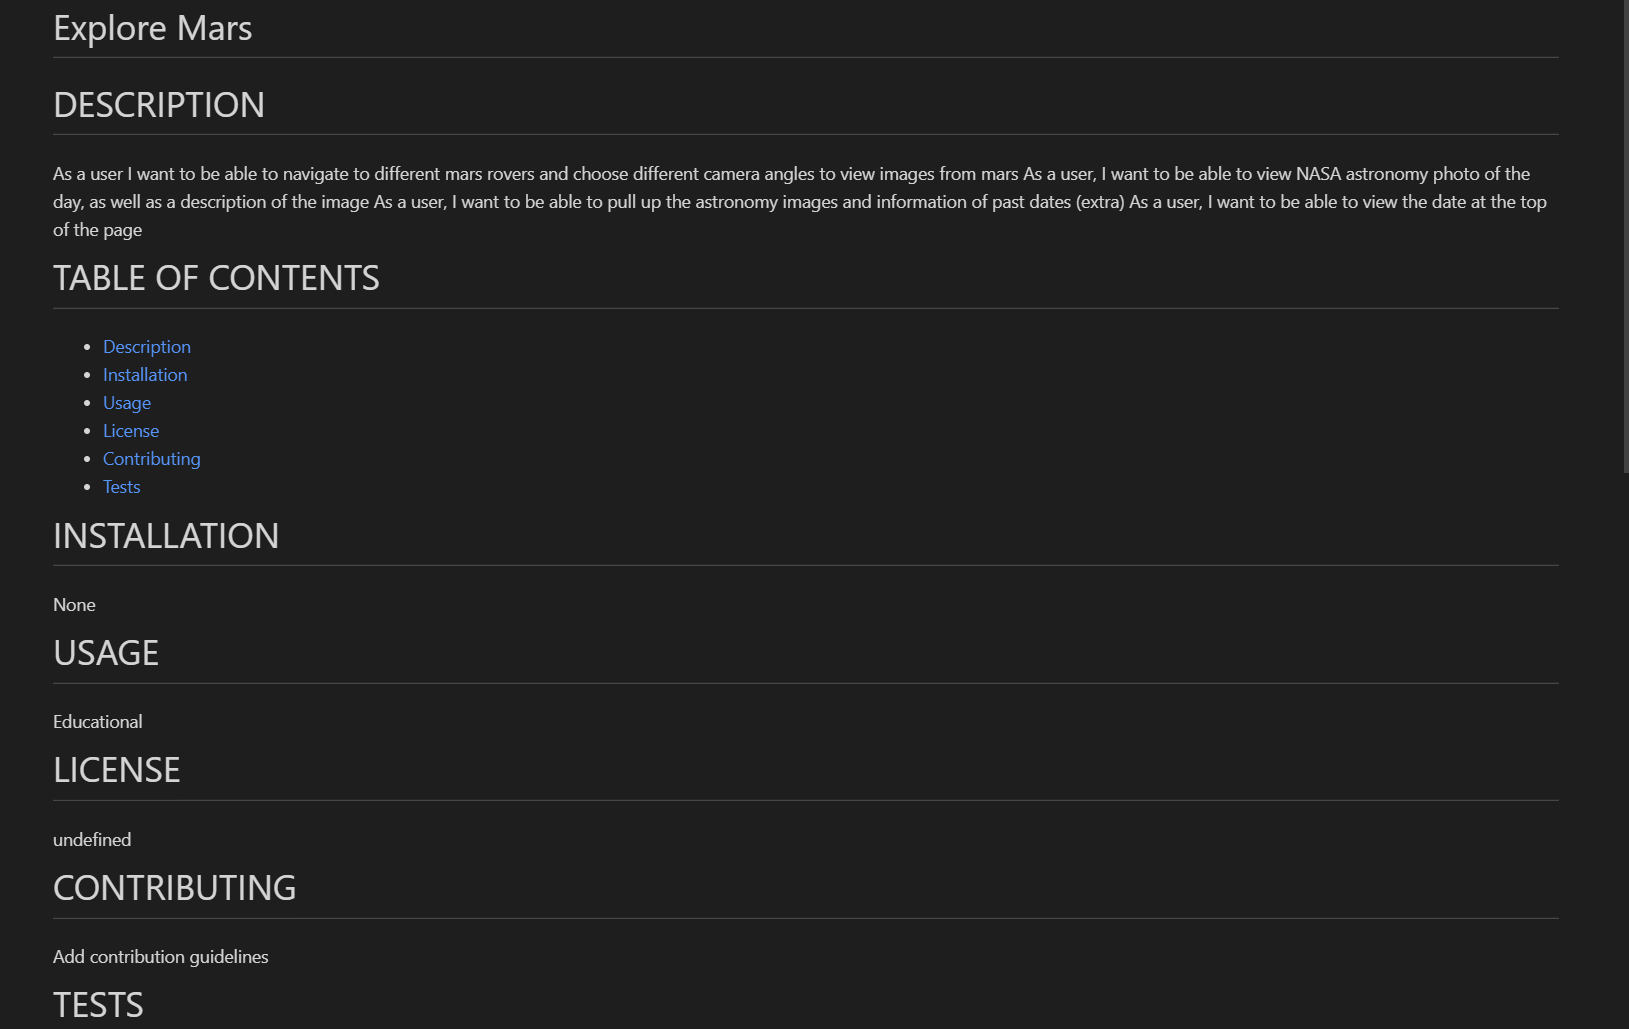 Explore Mars
DESCRIPTION
As a user I want to be able to navigate to different mars rovers and choose different camera angles to view images from mars As a user, I want to be able to view NASA astronomy photo of the
day, as well as a description of the image As a user, I want to be able to pull up the astronomy images and information of past dates (extra) As a user, I want to be able to view the date at the top
of the page
TABLE OF CONTENTS
• Description
• Installation
• Usage
• License
• Contributing
• Tests
INSTALLATION
None
USAGE
Educational
LICENSE
undefined
CONTRIBUTING
Add contribution guidelines
TESTS